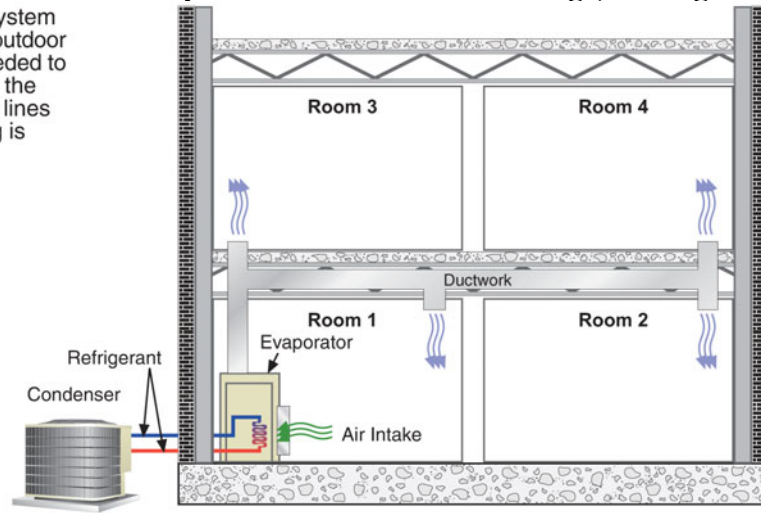 ystem
outdoor
eded to
the
lines
g is
Room 3
Room 4
Ductwork
Room 1
Room 2
Evaporator
Refrigerant
Condenser
Air Intake